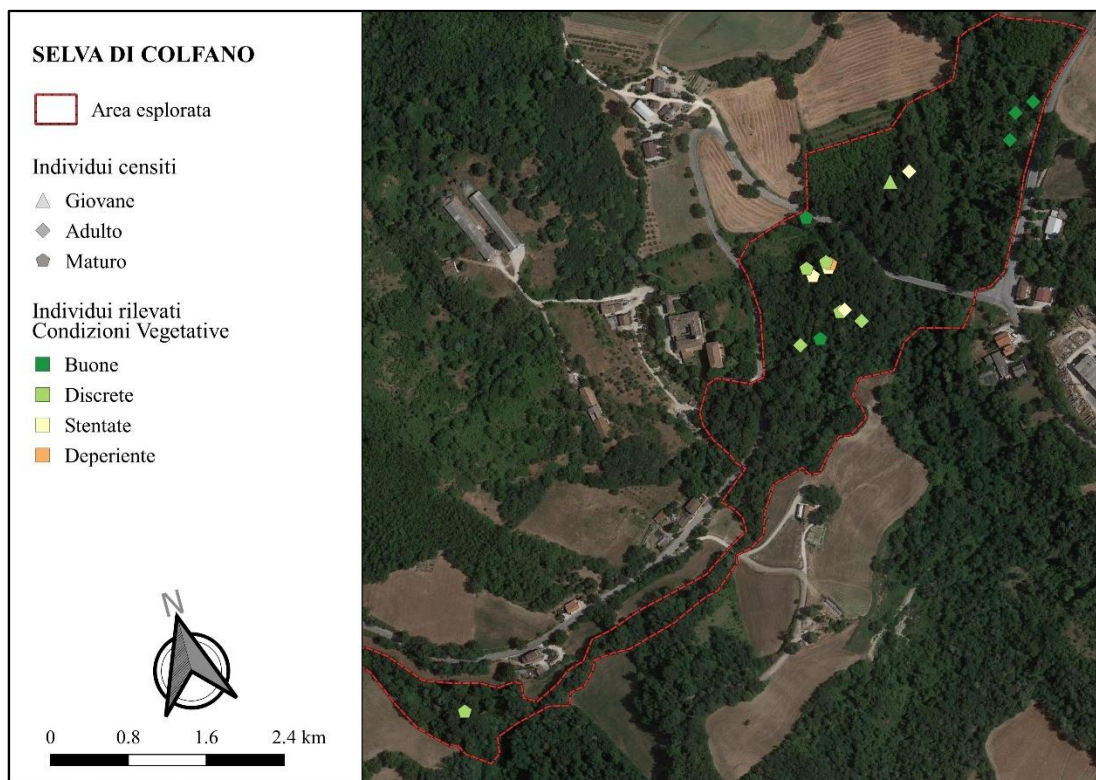 SELVA DI COLFANO
Area esplorata
Individui censiti
Giovane
Adulto
Maturo
Individui rilevati
Condizioni Vegetative
Buone
Discrete
Stentate
Deperiente
N
0 0.8 1.6 2.4 km